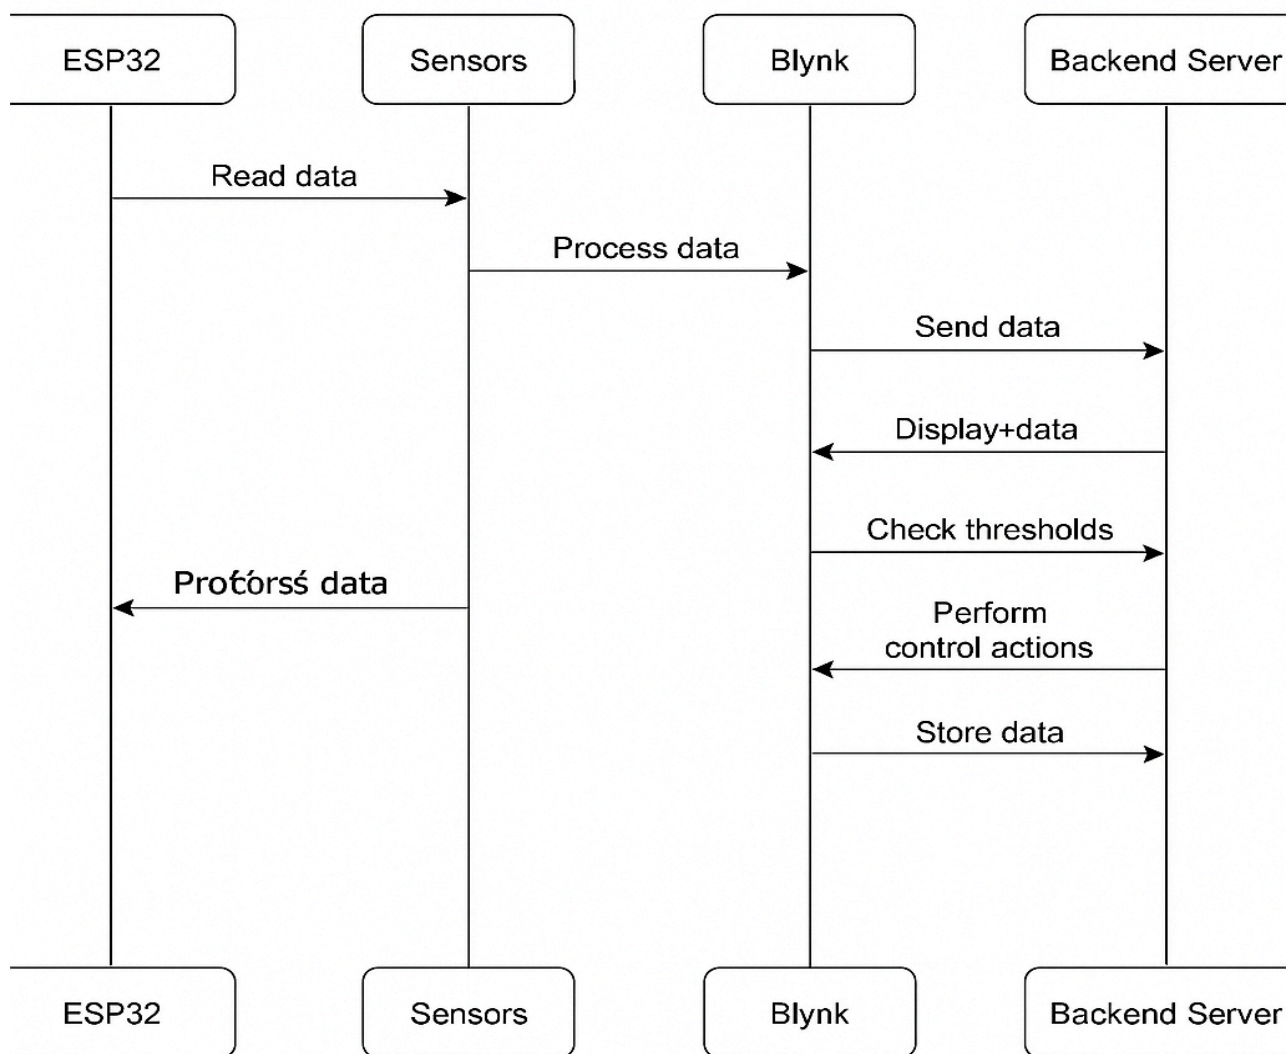 ESP32
Sensors
Blynk
Backend Server
Read data
Process data
Send data
Display+data
Check thresholds
data
Perform
control actions
Store data
ESP32
Sensors
Blynk
Backend Server